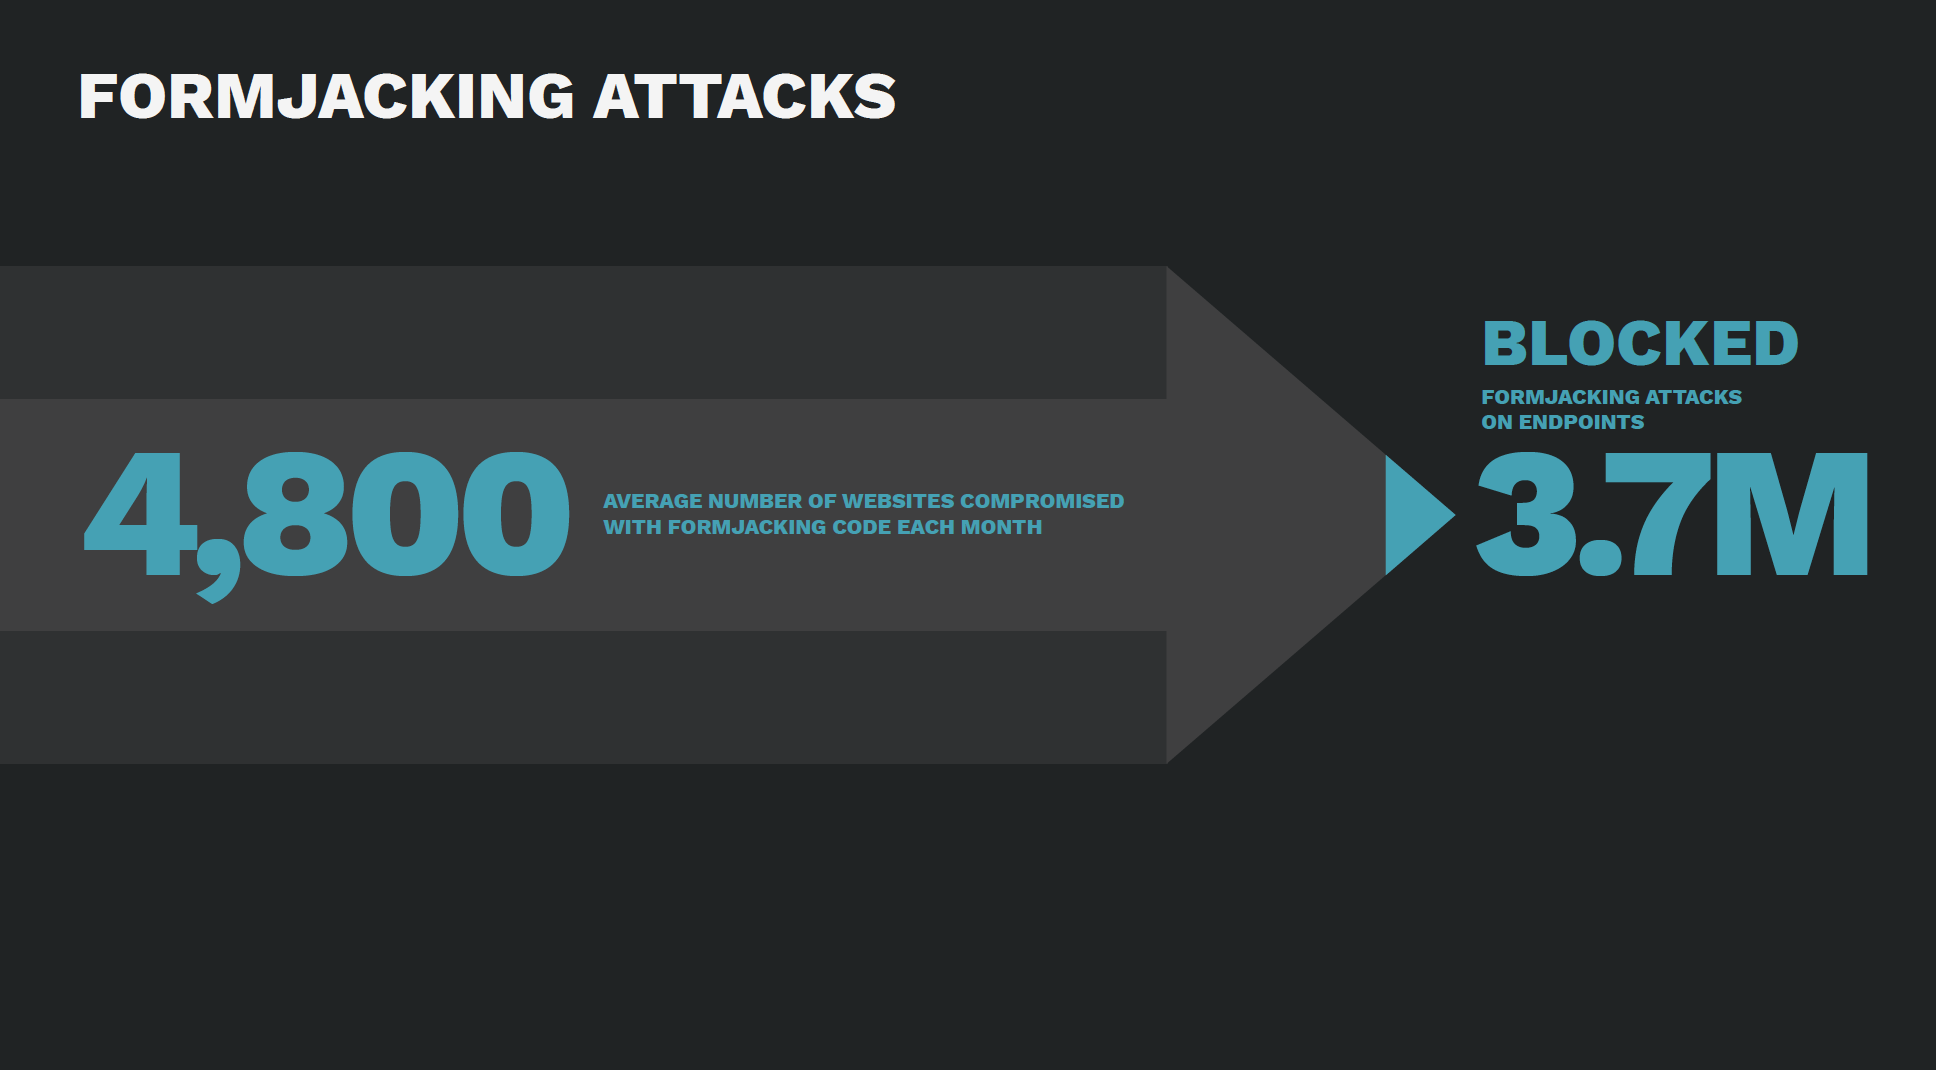 FORMJACKING ATTACKS
4,800
AVERAGE NUMBER OF WEBSITES COMPROMISED
WITH FORMJACKING CODE EACH MONTH
BLOCKED
FORMJACKING ATTACKS
ON ENDPOINTS
3.7M